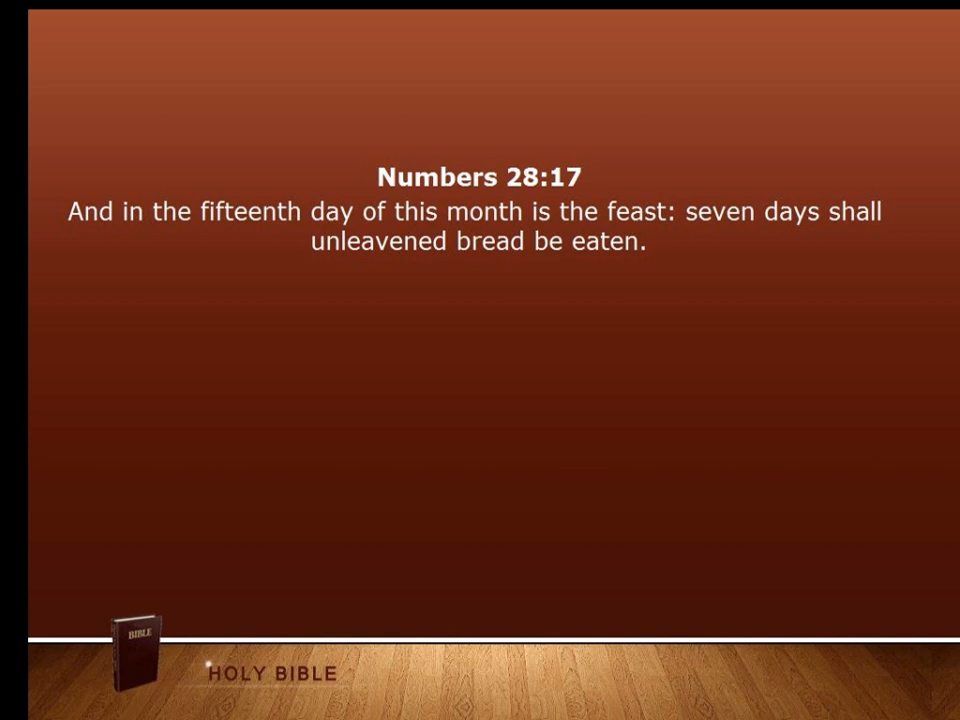 Numbers 28:17
And in the fifteenth day of this month is the feast: seven days shall
unleavened bread be eaten.
BIBLE
HOLY BIBLE